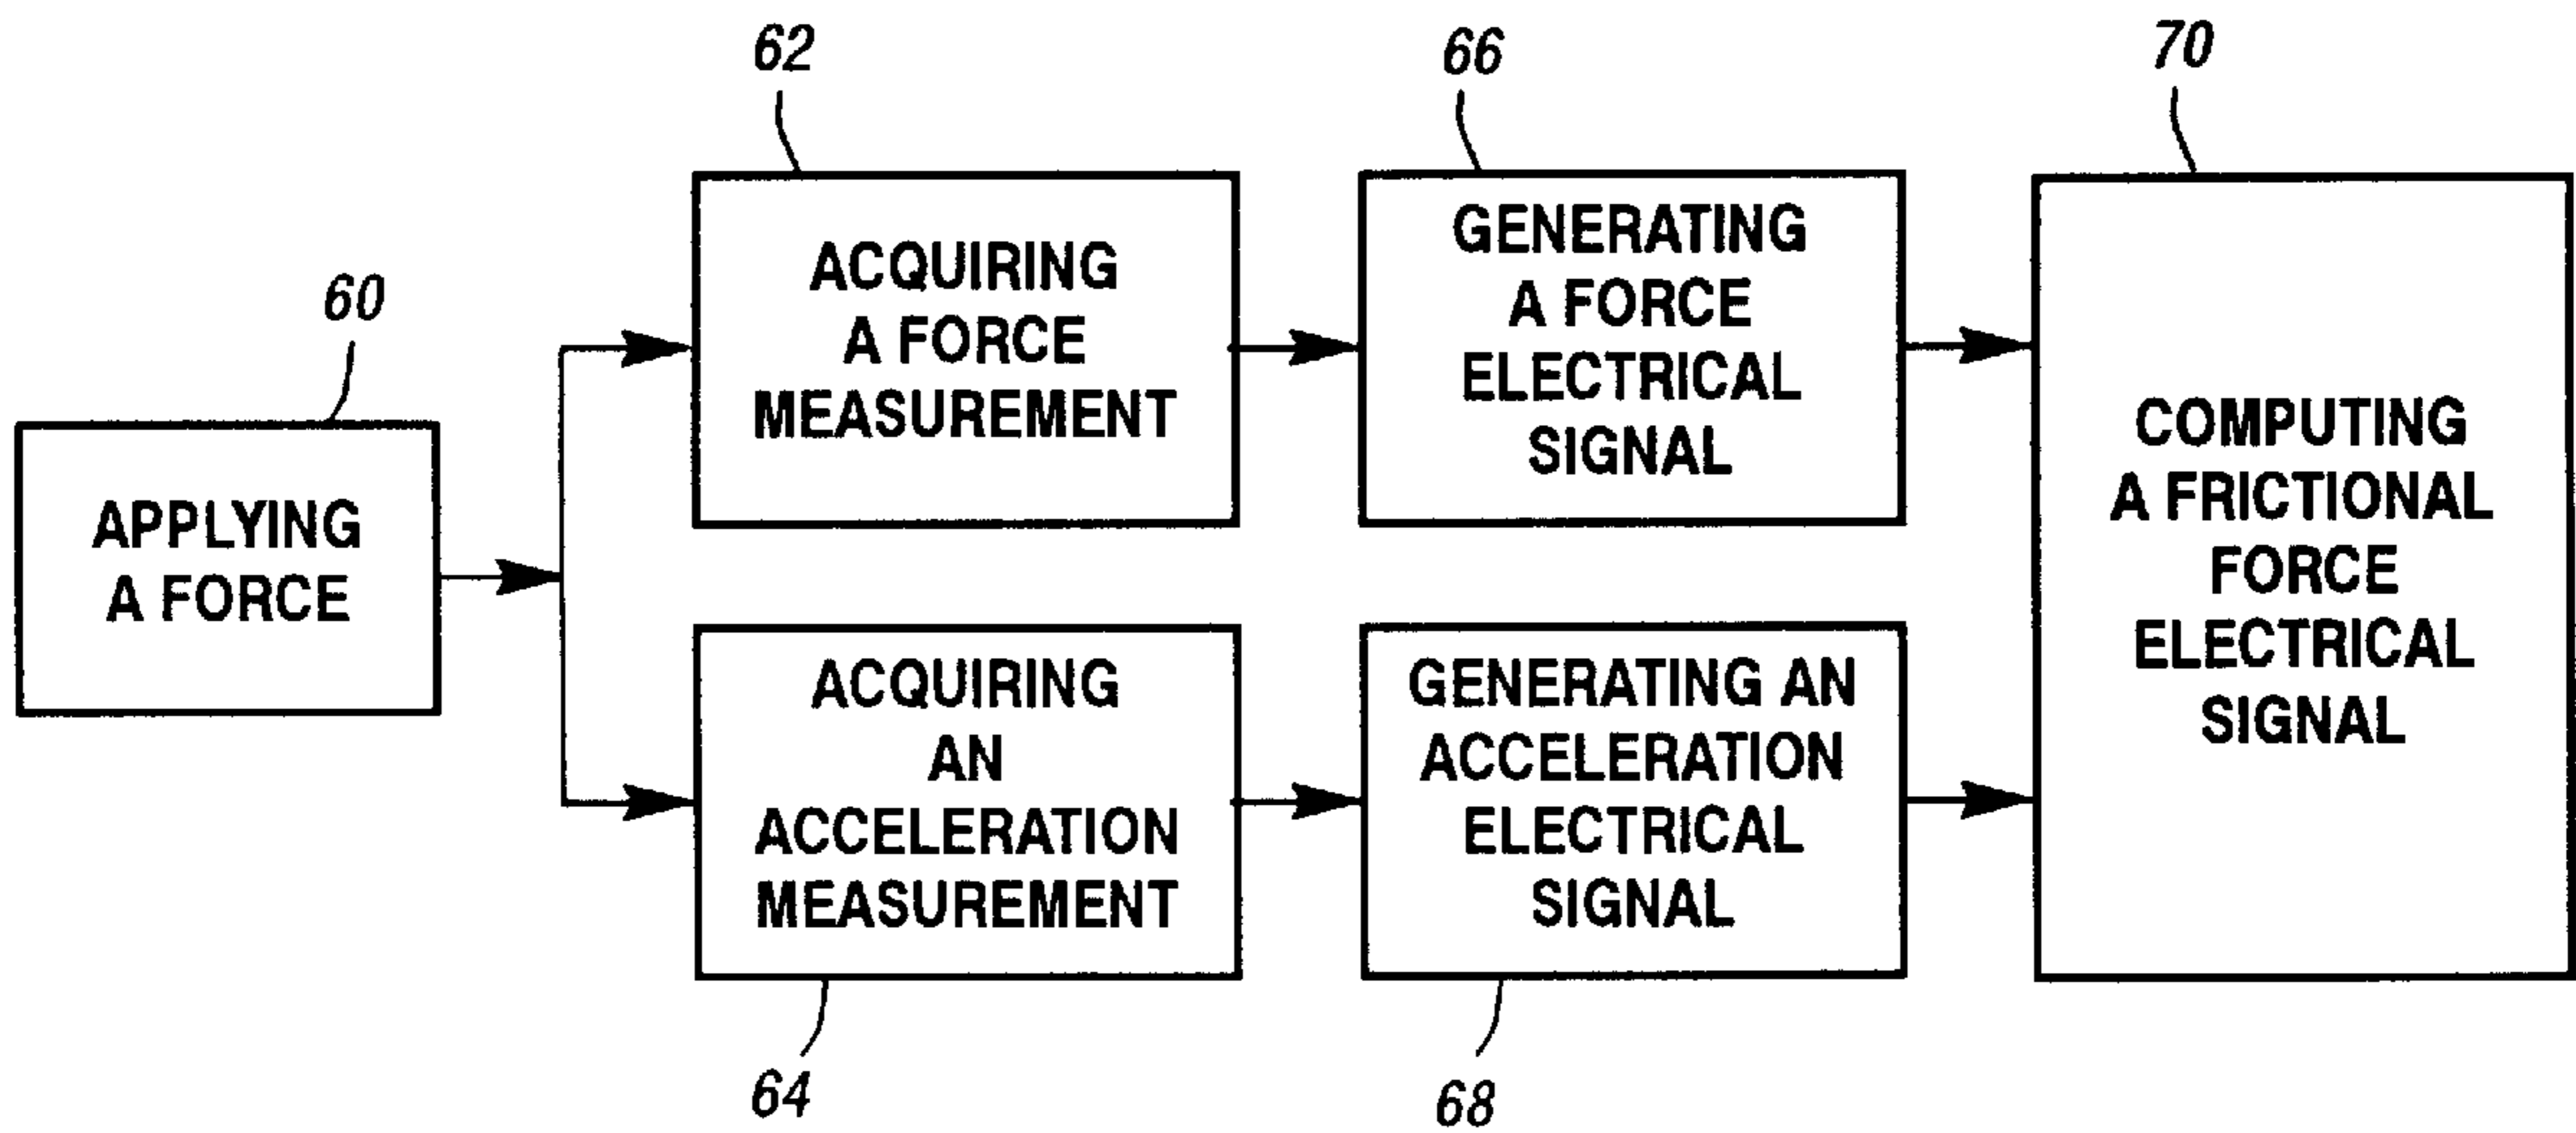 60
APPLYING
A FORCE
62
ACQUIRING
A FORCE
MEASUREMENT
64
ACQUIRING
AN
ACCELERATION
MEASUREMENT
66
GENERATING
A FORCE
ELECTRICAL
SIGNAL
68
GENERATING AN
ACCELERATION
ELECTRICAL
SIGNAL
70
COMPUTING
A FRICTIONAL
FORCE
ELECTRICAL
SIGNAL